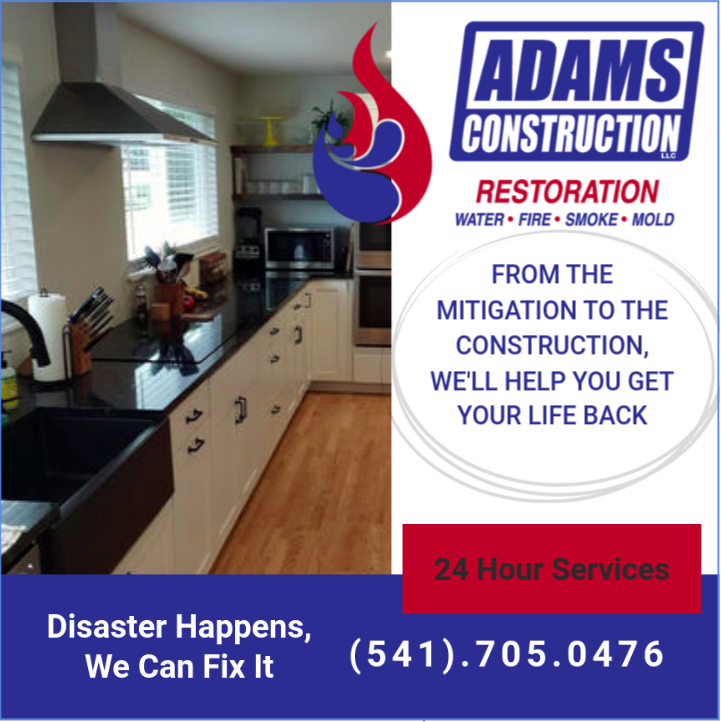 ADAMS
CONSTRUCTION
LLC
RESTORATION
WATER • FIRE • SMOKE • MOLD
FROM THE
MITIGATION TO THE
CONSTRUCTION,
WE'LL HELP YOU GET
YOUR LIFE BACK
24 Hour Services
Disaster Happens,
We Can Fix It
(541).705.0476